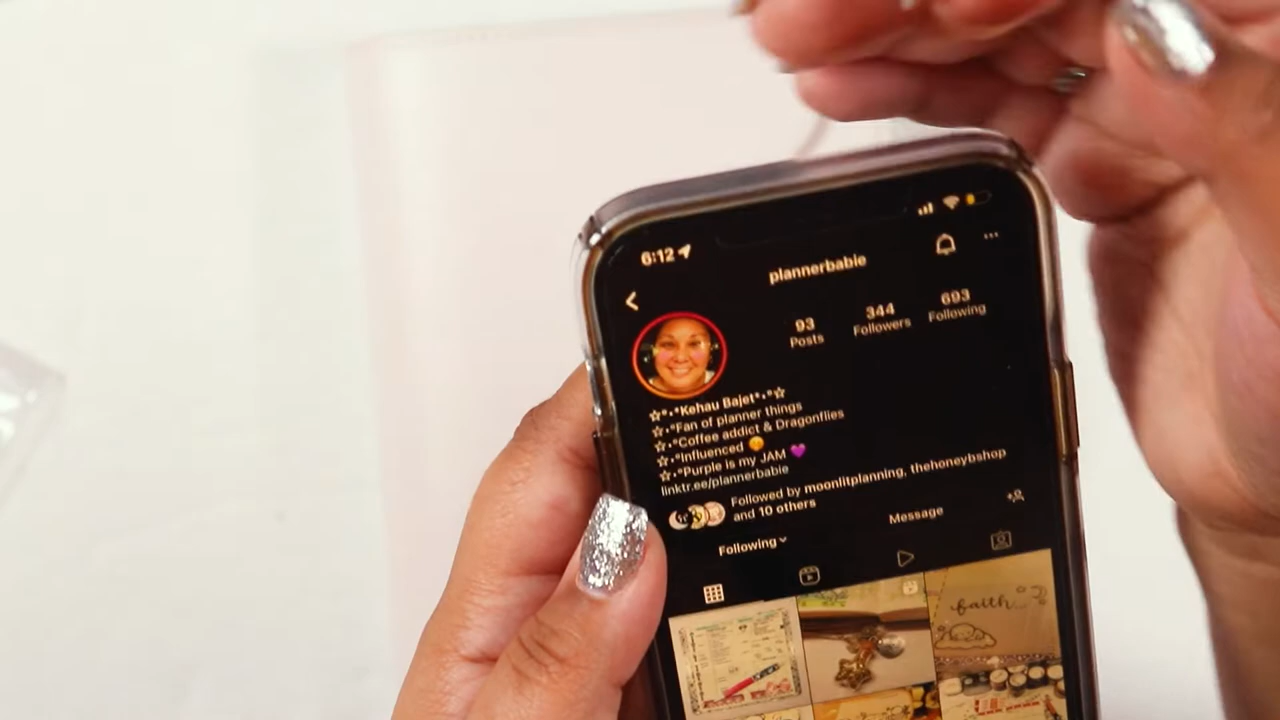 6:12
plannerbabie
93 344 693
Posts Followers Following
☆°•.°Kehau Bajet°•.°☆
☆•.°Fan of planner things
☆•.°Coffee addict & Dragonflies
☆•.°Influenced 😊
☆•.°Purple is my JAM 💜
linktr.ee/plannerbabie
Followed by moonlitplanning, thehoneybshop
and 10 others
Following Message
faith